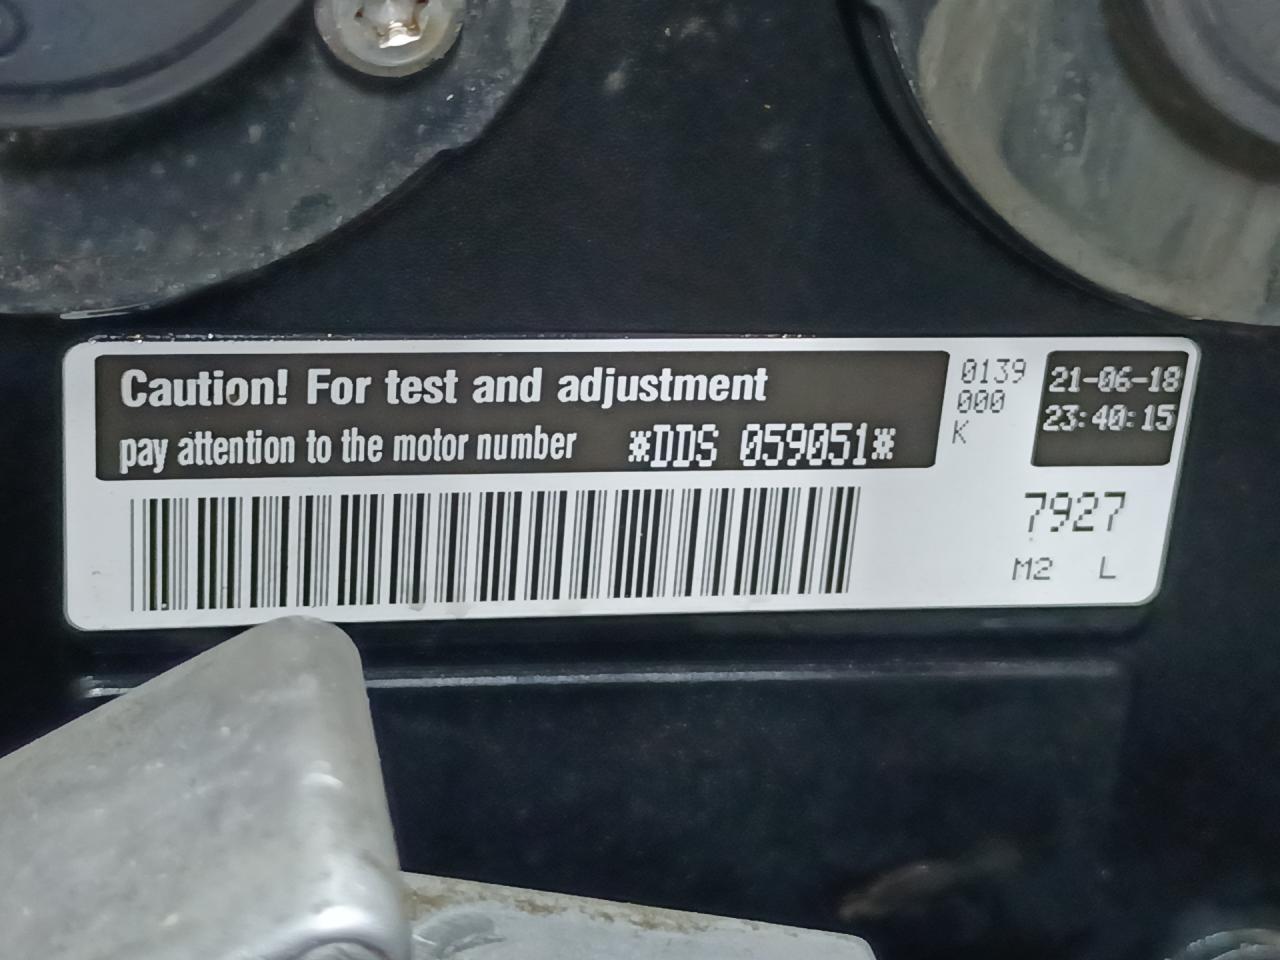 Caution! For test and adjustment
pay attention to the motor number *DDS 059051*
0139
000
K
21-06-18
23:40:15
7927
M2 L